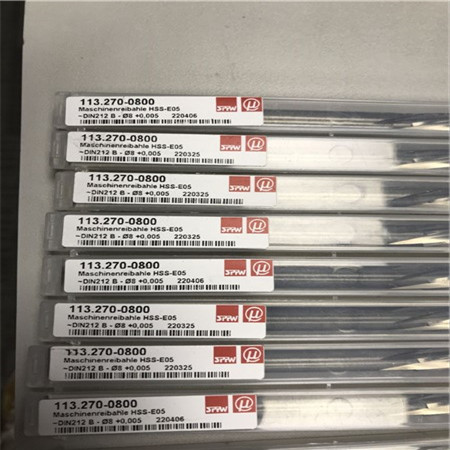 113.270-0800
Maschinenreibahle HSS-E05
~DIN212 B - Ø8 +0,005 220406
SPPW µ
113.270-0800
Maschinenreibahle HSS-E05
~DIN212 B - Ø8 +0,005 220325
113.270-0800
Maschinenreibahle HSS-E05
~DIN212 B - Ø8 +0,005 220325
113.270-0800
Maschinenreibahle HSS-E05
~DIN212 B - Ø8 +0,005 220325
113.270-0800
Maschinenreibahle HSS-E05
~DIN212 B - Ø8 +0,005 220406
113.270-0800
Maschinenreibahle HSS-E05
~DIN212 B - Ø8 +0,005 220325
113.270-0800
Maschinenreibahle HSS-E05
~DIN212 B - Ø8 +0,005 220325
113.270-0800
Maschinenreibahle HSS-E05
~DIN212 B - Ø8 +0,005 220406